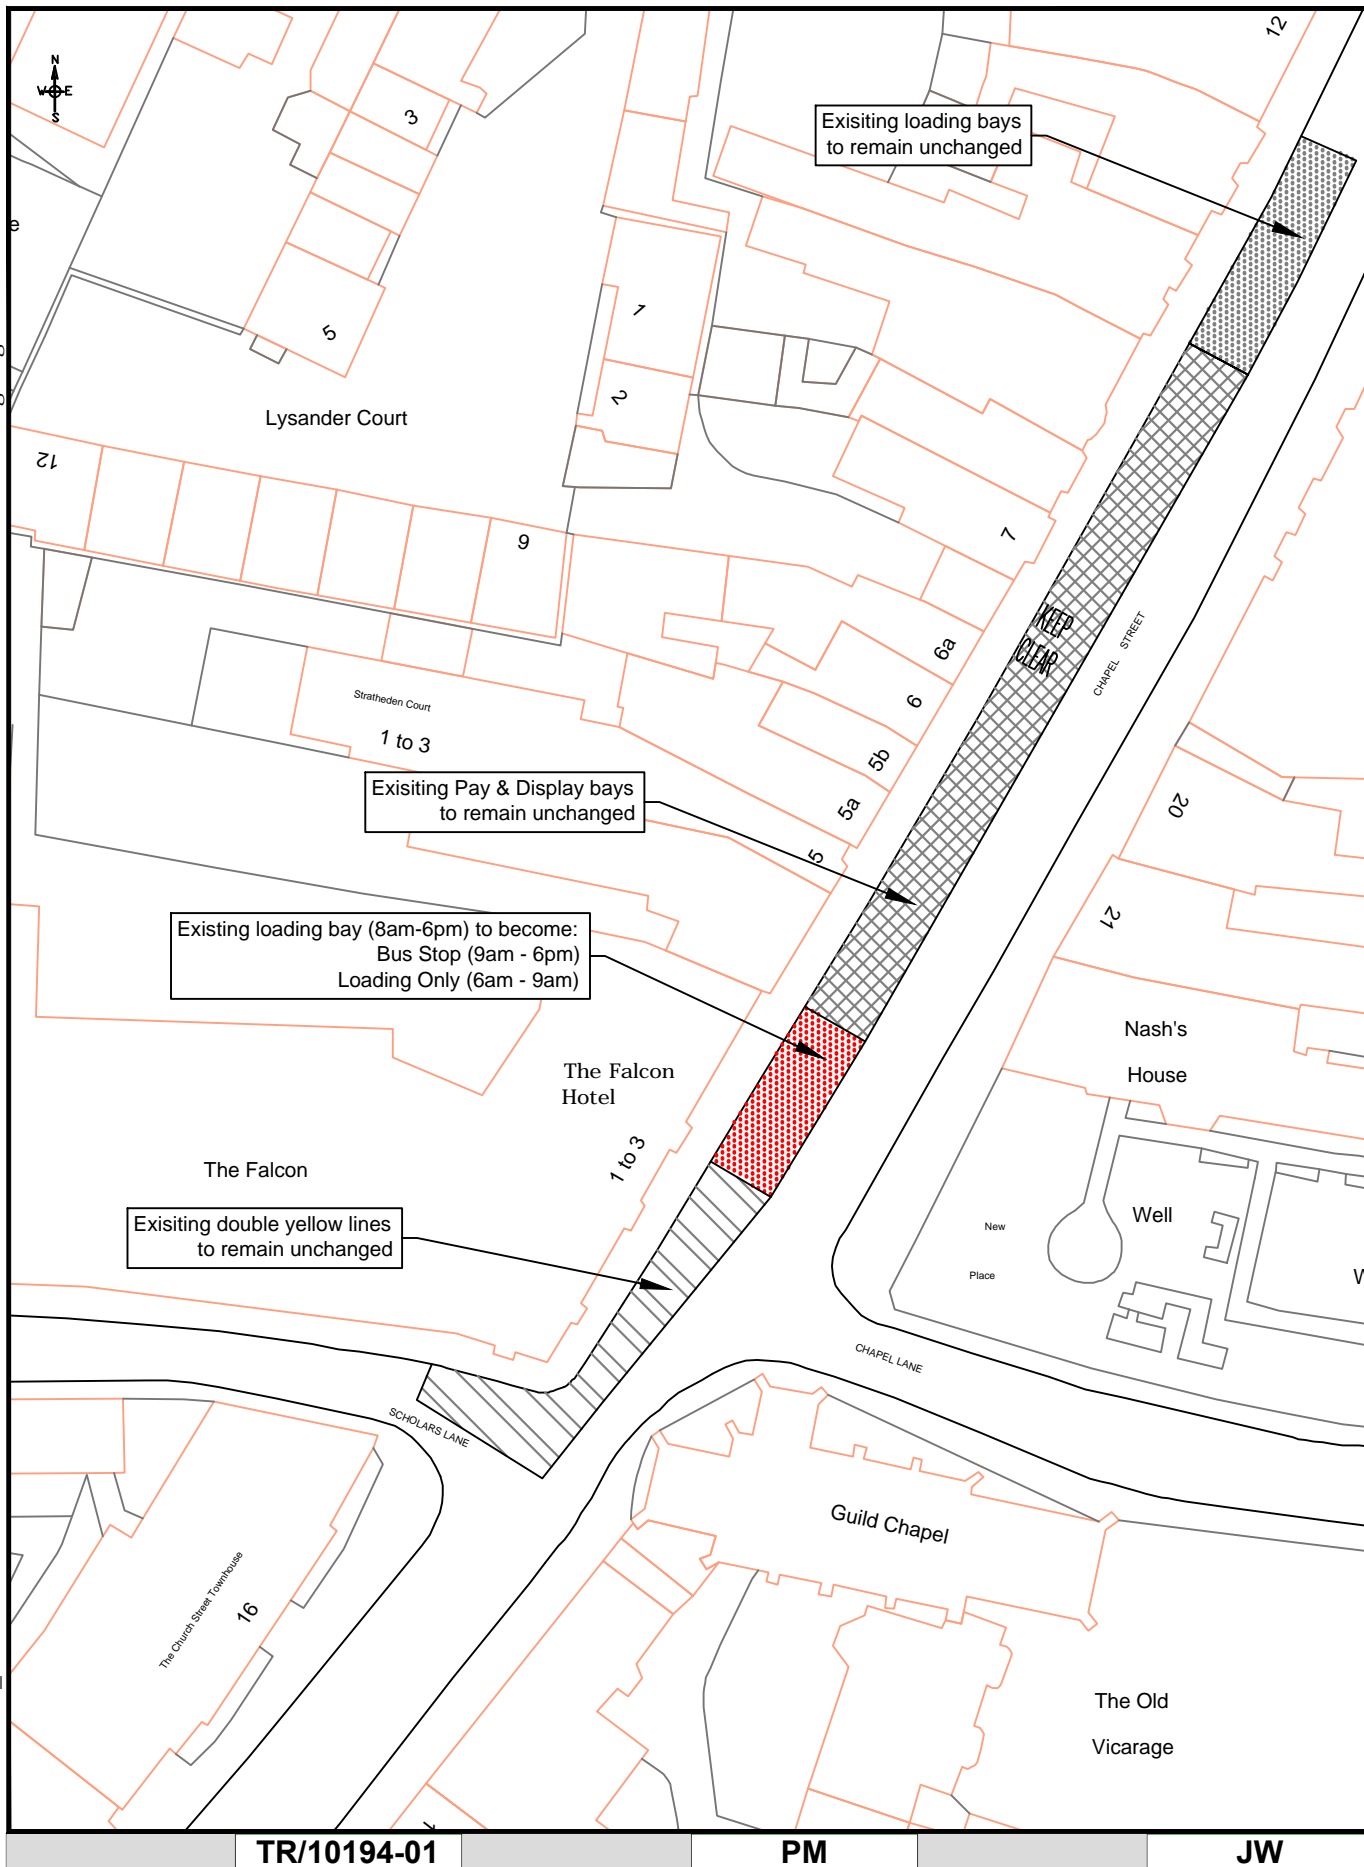 12
N
W E
S
3
Exisiting loading bays
to remain unchanged
e
1
5
2
Lysander Court
12
9
7
KEEP
CLEAR
CHAPEL STREET
6a
6
Stratheden Court
1 to 3
5b
Exisiting Pay & Display bays
to remain unchanged
5a
20
5
21
Existing loading bay (8am-6pm) to become:
Bus Stop (9am - 6pm)
Loading Only (6am - 9am)
Nash's
House
The Falcon
Hotel
1 to 3
The Falcon
Exisiting double yellow lines
to remain unchanged
New
Place
Well
CHAPEL LANE
SCHOLARS LANE
Guild Chapel
The Church Street Townhouse
16
The Old
Vicarage
TR/10194-01
PM
JW